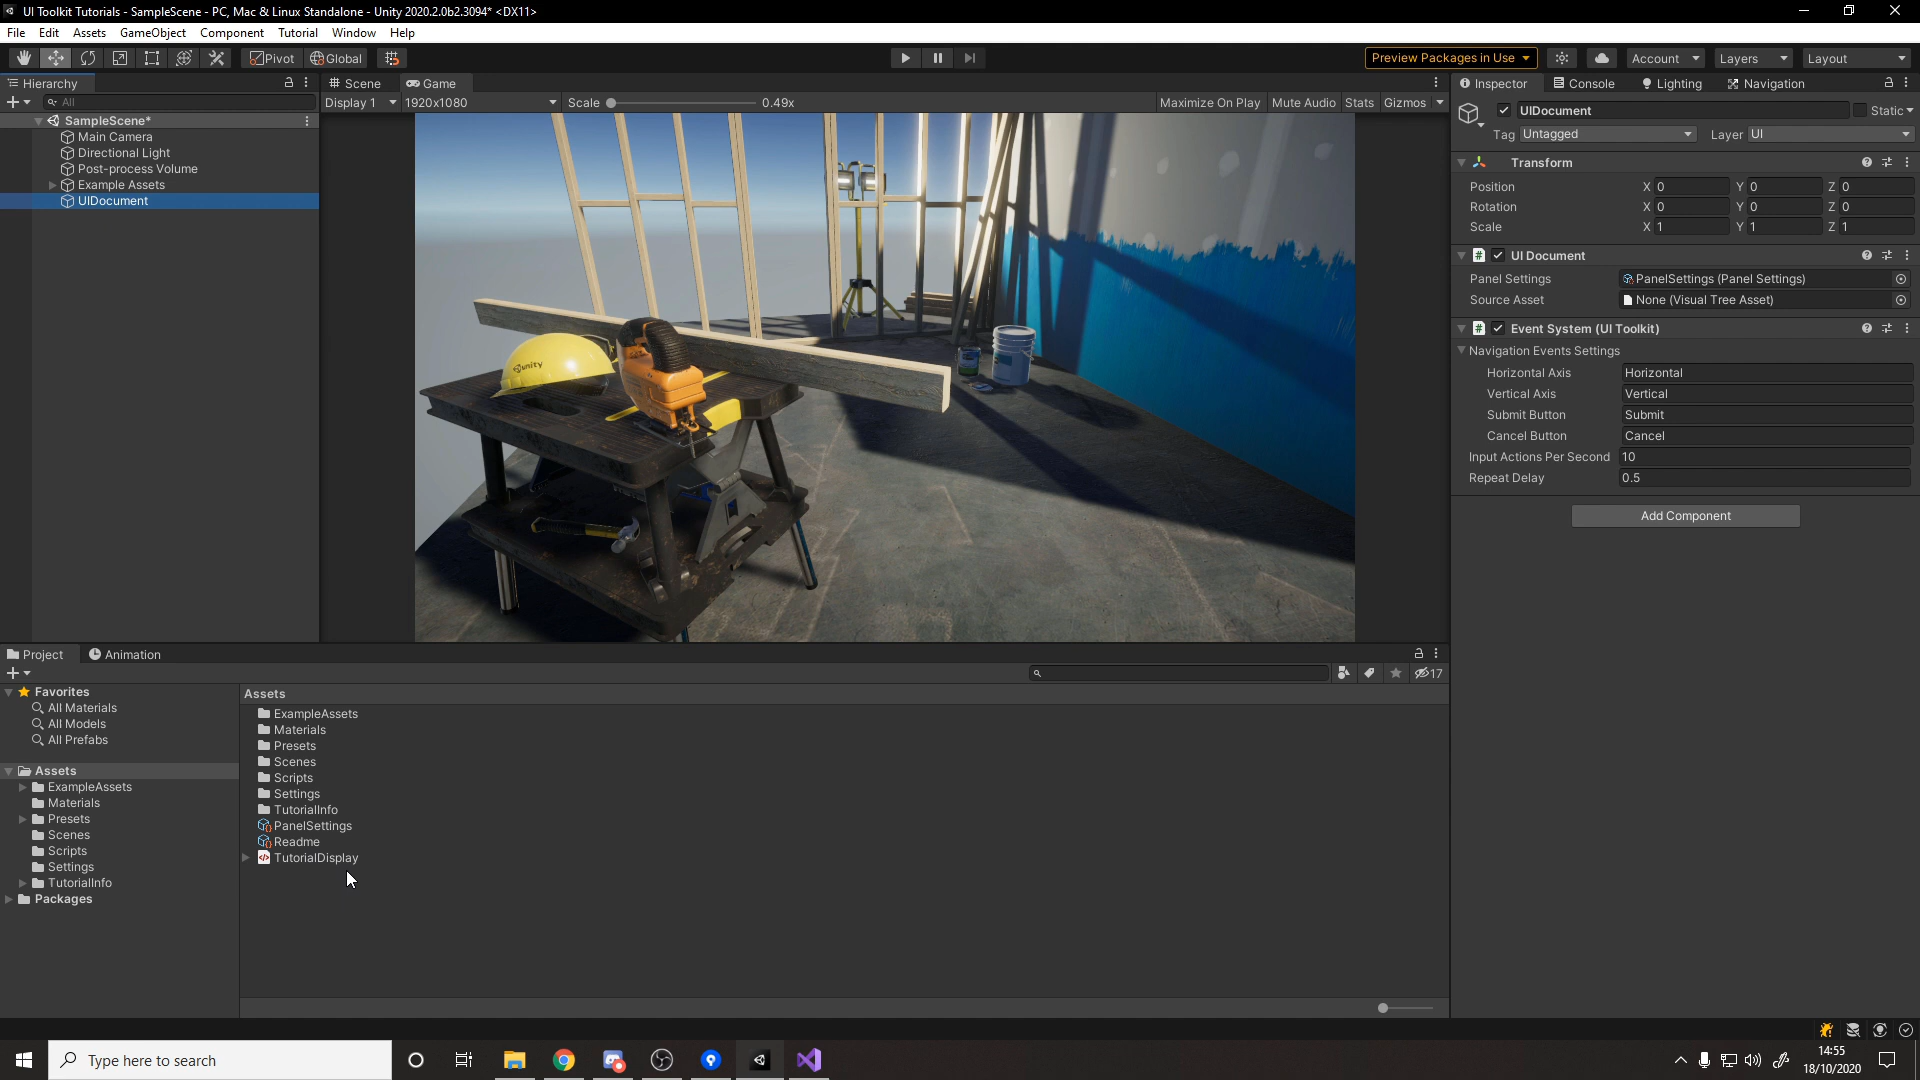 UI Toolkit Tutorials - SampleScene - PC, Mac & Linux Standalone - Unity 2020.2.0b2.3094* <DX11>
File Edit Assets GameObject Component Tutorial Window Help
Pivot Global Preview Packages in Use Account Layers Layout
Hierarchy Scene Game Inspector Console Lighting Navigation
All Display 1 1920x1080 Scale 0.49x Maximize On Play Mute Audio Stats Gizmos
UIDocument Static
SampleScene*
Main Camera
Directional Light
Post-process Volume
Example Assets
UIDocument
unity
Tag Untagged Layer UI
Transform
Position X 0 Y 0 Z 0
Rotation X 0 Y 0 Z 0
Scale X 1 Y 1 Z 1
UI Document
Panel Settings PanelSettings (Panel Settings)
Source Asset None (Visual Tree Asset)
Event System (UI Toolkit)
Navigation Events Settings
Horizontal Axis Horizontal
Vertical Axis Vertical
Submit Button Submit
Cancel Button Cancel
Input Actions Per Second 10
Repeat Delay 0.5
Add Component
Project Animation
17
Favorites
All Materials
All Models
All Prefabs
Assets
ExampleAssets
Materials
Presets
Scenes
Scripts
Settings
TutorialInfo
Packages
Assets
ExampleAssets
Materials
Presets
Scenes
Scripts
Settings
TutorialInfo
PanelSettings
Readme
TutorialDisplay
Type here to search
14:55
18/10/2020